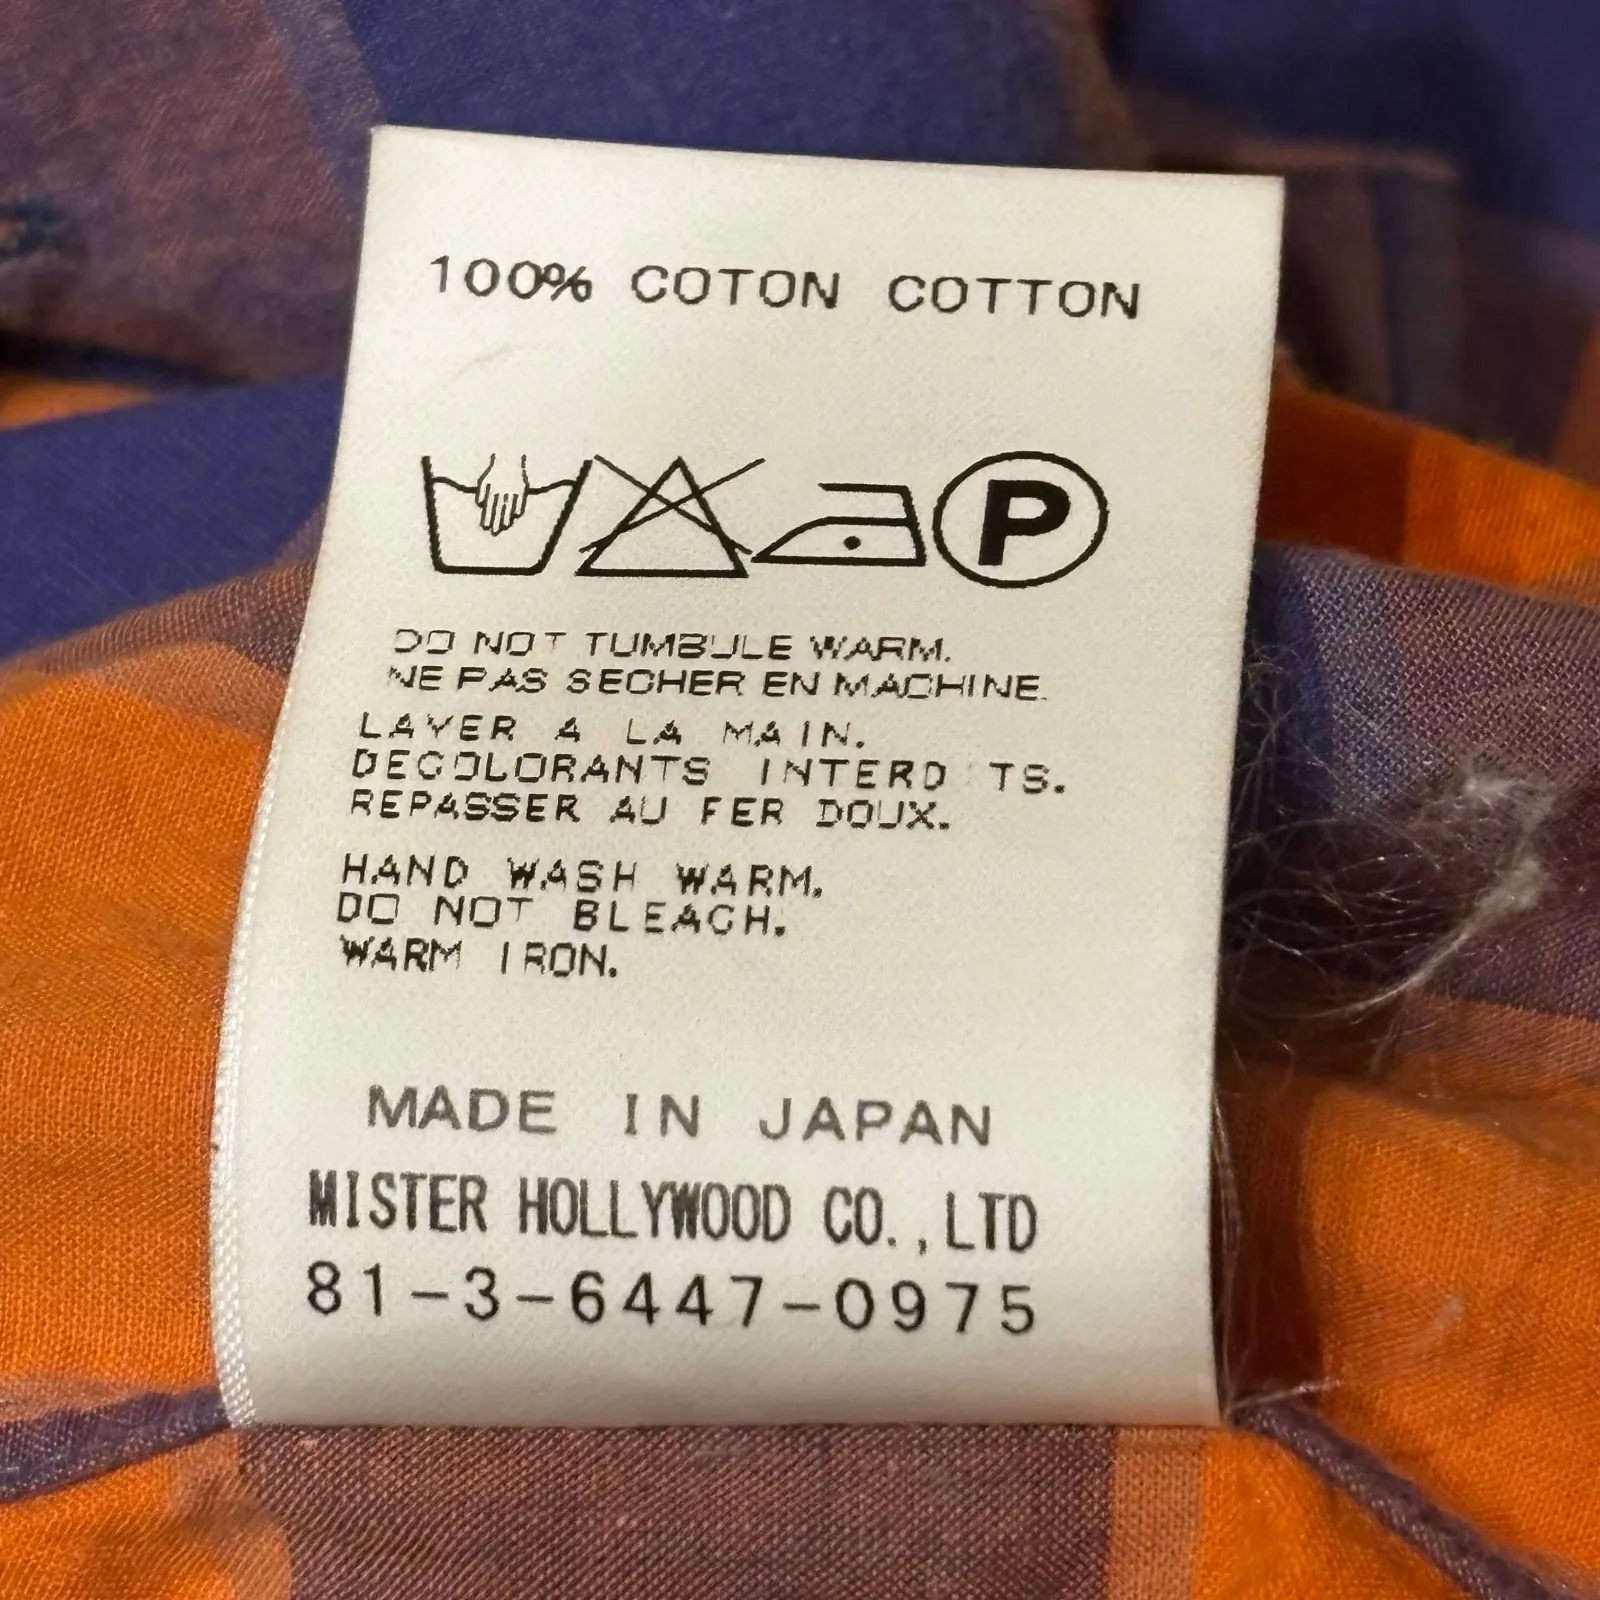 100% COTON COTTON
P
DO NOT TUMBULE WARM.
NE PAS SECHER EN MACHINE.
LAVER A LA MAIN.
DECOLORANTS INTERDITS.
REPASSER AU FER DOUX.
HAND WASH WARM.
DO NOT BLEACH.
WARM IRON.
MADE IN JAPAN
MISTER HOLLYWOOD CO.,LTD
81-3-6447-0975